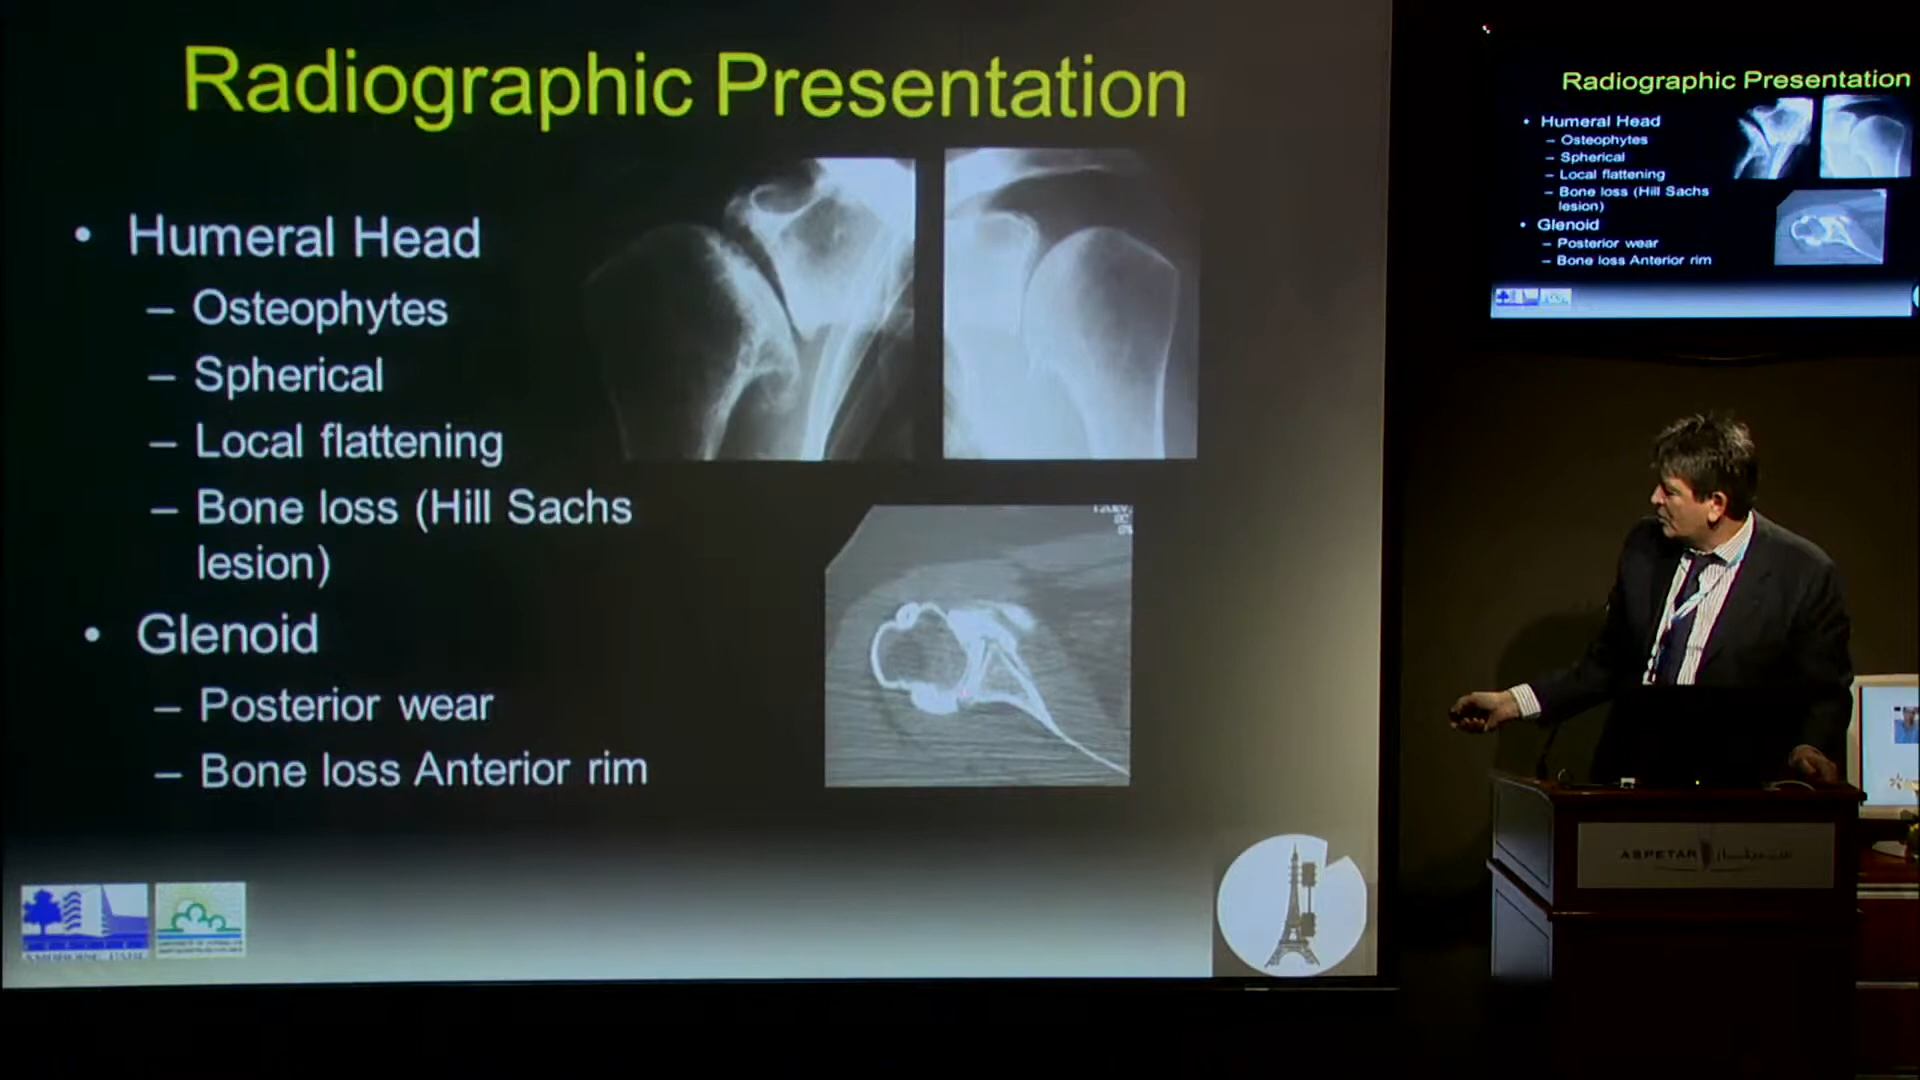 Radiographic Presentation
• Humeral Head
– Osteophytes
– Spherical
– Local flattening
– Bone loss (Hill Sachs
lesion)
• Glenoid
– Posterior wear
– Bone loss Anterior rim
Radiographic Presentation
• Humeral Head
– Osteophytes
– Spherical
– Local flattening
– Bone loss (Hill Sachs
lesion)
• Glenoid
– Posterior wear
– Bone loss Anterior rim
ASPETAR سبيتار